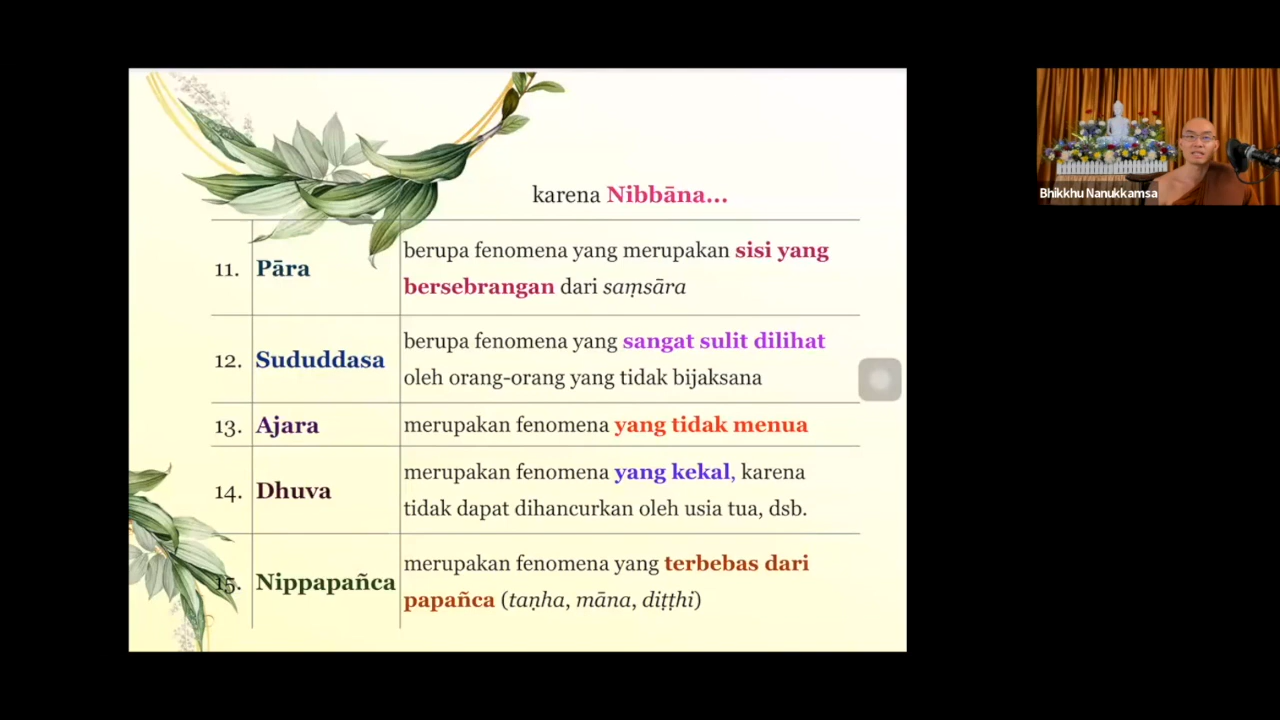 karena Nibbāna...
11. Pāra berupa fenomena yang merupakan sisi yang
bersebrangan dari saṃsāra
12. Sududdasa berupa fenomena yang sangat sulit dilihat
oleh orang-orang yang tidak bijaksana
13. Ajara merupakan fenomena yang tidak menua
14. Dhuva merupakan fenomena yang kekal, karena
tidak dapat dihancurkan oleh usia tua, dsb.
15. Nippapañca merupakan fenomena yang terbebas dari
papañca (taṇha, māna, diṭṭhi)
Bhikkhu Nanukkamsa